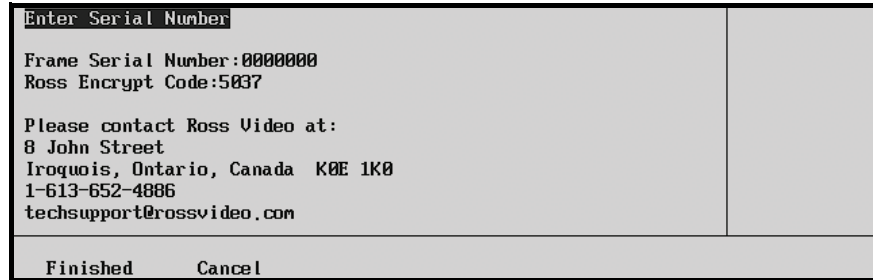 Enter Serial Number
Frame Serial Number:0000000
Ross Encrypt Code:5037
Please contact Ross Video at:
8 John Street
Iroquois, Ontario, Canada  K0E 1K0
1-613-652-4886
techsupport@rossvideo.com
Finished Cancel